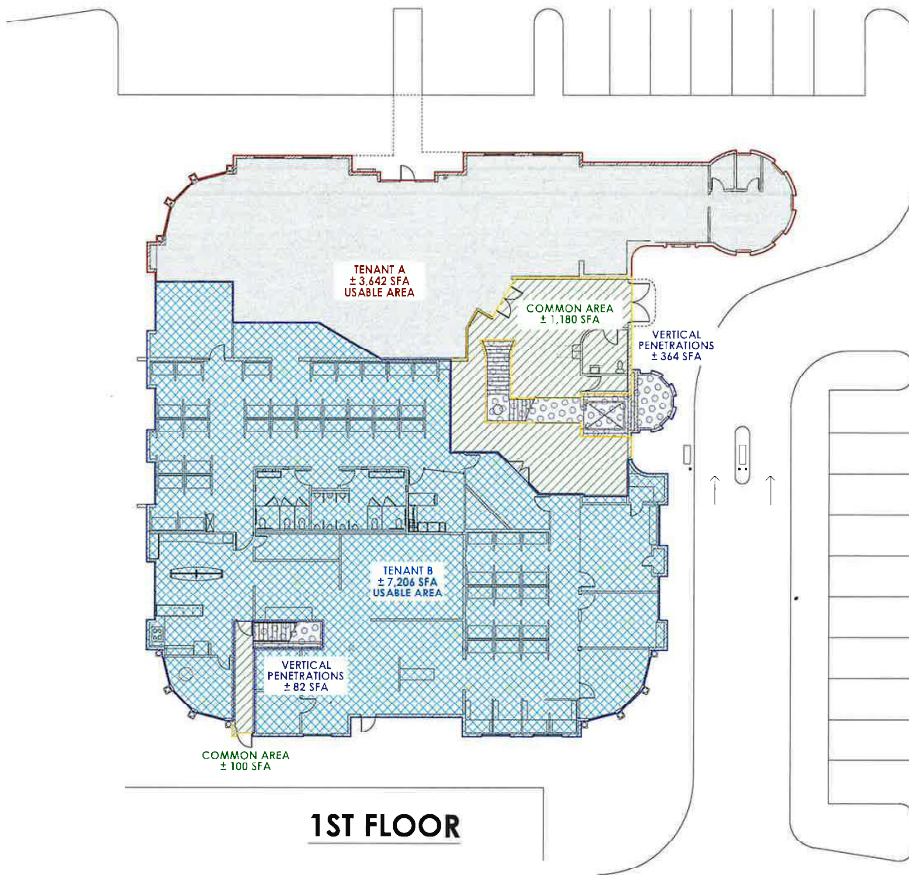 TENANT A
± 3,642 SFA
USABLE AREA
COMMON AREA
± 1,180 SFA
VERTICAL
PENETRATIONS
± 364 SFA
TENANT B
± 7,206 SFA
USABLE AREA
VERTICAL
PENETRATIONS
± 82 SFA
COMMON AREA
± 100 SFA
1ST FLOOR